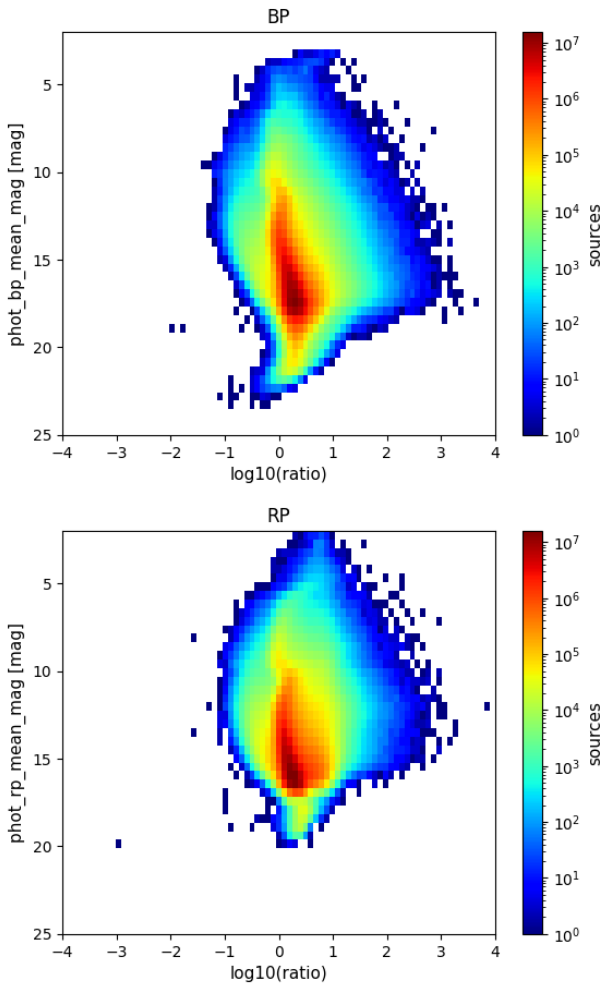 BP
5
10
15
20
25
phot_bp_mean_mag [mag]
−4 −3 −2 −1 0 1 2 3 4
log10(ratio)
10^7
10^6
10^5
10^4
10^3
10^2
10^1
10^0
sources
RP
5
10
15
20
25
phot_rp_mean_mag [mag]
−4 −3 −2 −1 0 1 2 3 4
log10(ratio)
10^7
10^6
10^5
10^4
10^3
10^2
10^1
10^0
sources